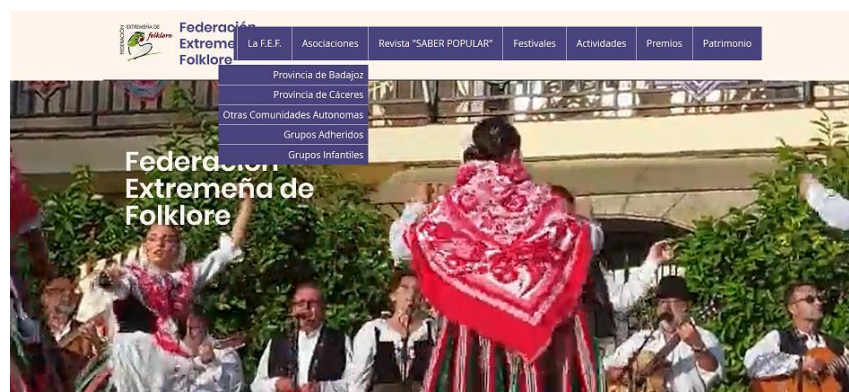 FEDERACIÓN
EXTREMEÑA DE
folklore
Federación
Extreme
Folklore
La F.E.F.
Asociaciones
Revista "SABER POPULAR"
Festivales
Actividades
Premios
Patrimonio
Provincia de Badajoz
Provincia de Cáceres
Otras Comunidades Autonomas
Grupos Adheridos
Grupos Infantiles
Federación
Extremeña de
Folklore